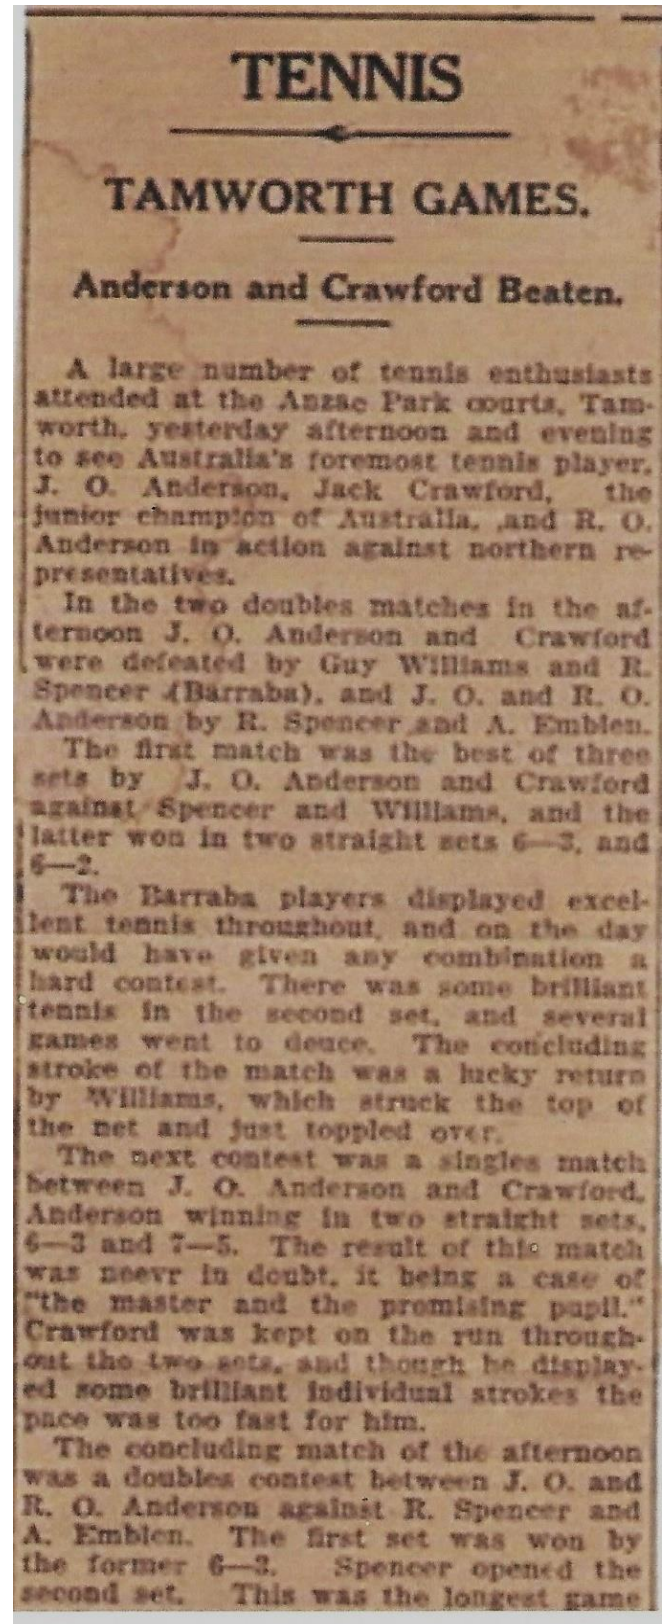 TENNIS
TAMWORTH GAMES.
Anderson and Crawford Beaten.
A large number of tennis enthusiasts
attended at the Anzac Park courts, Tam-
worth, yesterday afternoon and evening
to see Australia's foremost tennis player,
J. O. Anderson, Jack Crawford, the
junior champion of Australia, and R. O.
Anderson in action against northern re-
presentatives.
In the two doubles matches in the af-
ternoon J. O. Anderson and Crawford
were defeated by Guy Williams and R.
Spencer (Barraba), and J. O. and R. O.
Anderson by R. Spencer and A. Emblen.
The first match was the best of three
sets by J. O. Anderson and Crawford
against Spencer and Williams, and the
latter won in two straight sets 6—3, and
6—2.
The Barraba players displayed excel-
lent tennis throughout, and on the day
would have given any combination a
hard contest. There was some brilliant
tennis in the second set, and several
games went to deuce. The concluding
stroke of the match was a lucky return
by Williams, which struck the top of
the net and just toppled over.
The next contest was a singles match
between J. O. Anderson and Crawford,
Anderson winning in two straight sets,
6—3 and 7—5. The result of this match
was neevr in doubt, it being a case of
"the master and the promising pupil."
Crawford was kept on the run through-
out the two sets, and though he display-
ed some brilliant individual strokes the
pace was too fast for him.
The concluding match of the afternoon
was a doubles contest between J. O. and
R. O. Anderson against R. Spencer and
A. Emblen. The first set was won by
the former 6—3. Spencer opened the
second set. This was the longest game